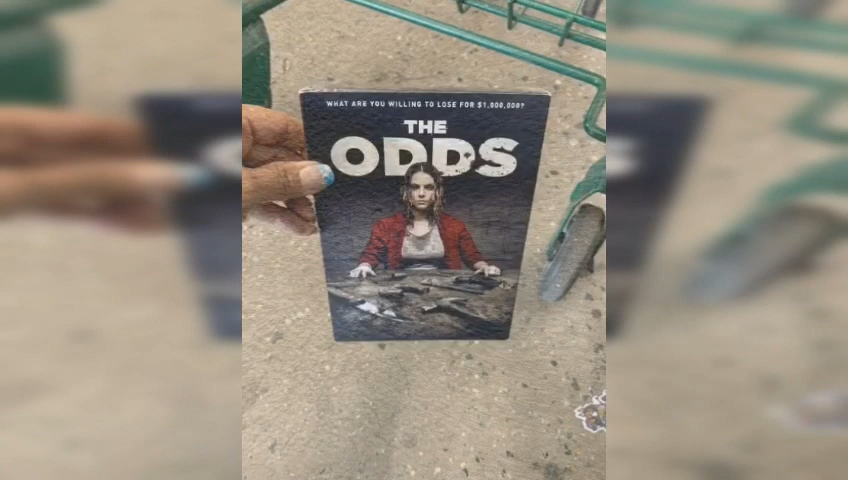 WHAT ARE YOU WILLING TO LOSE FOR $1,000,000?
THE
ODDS